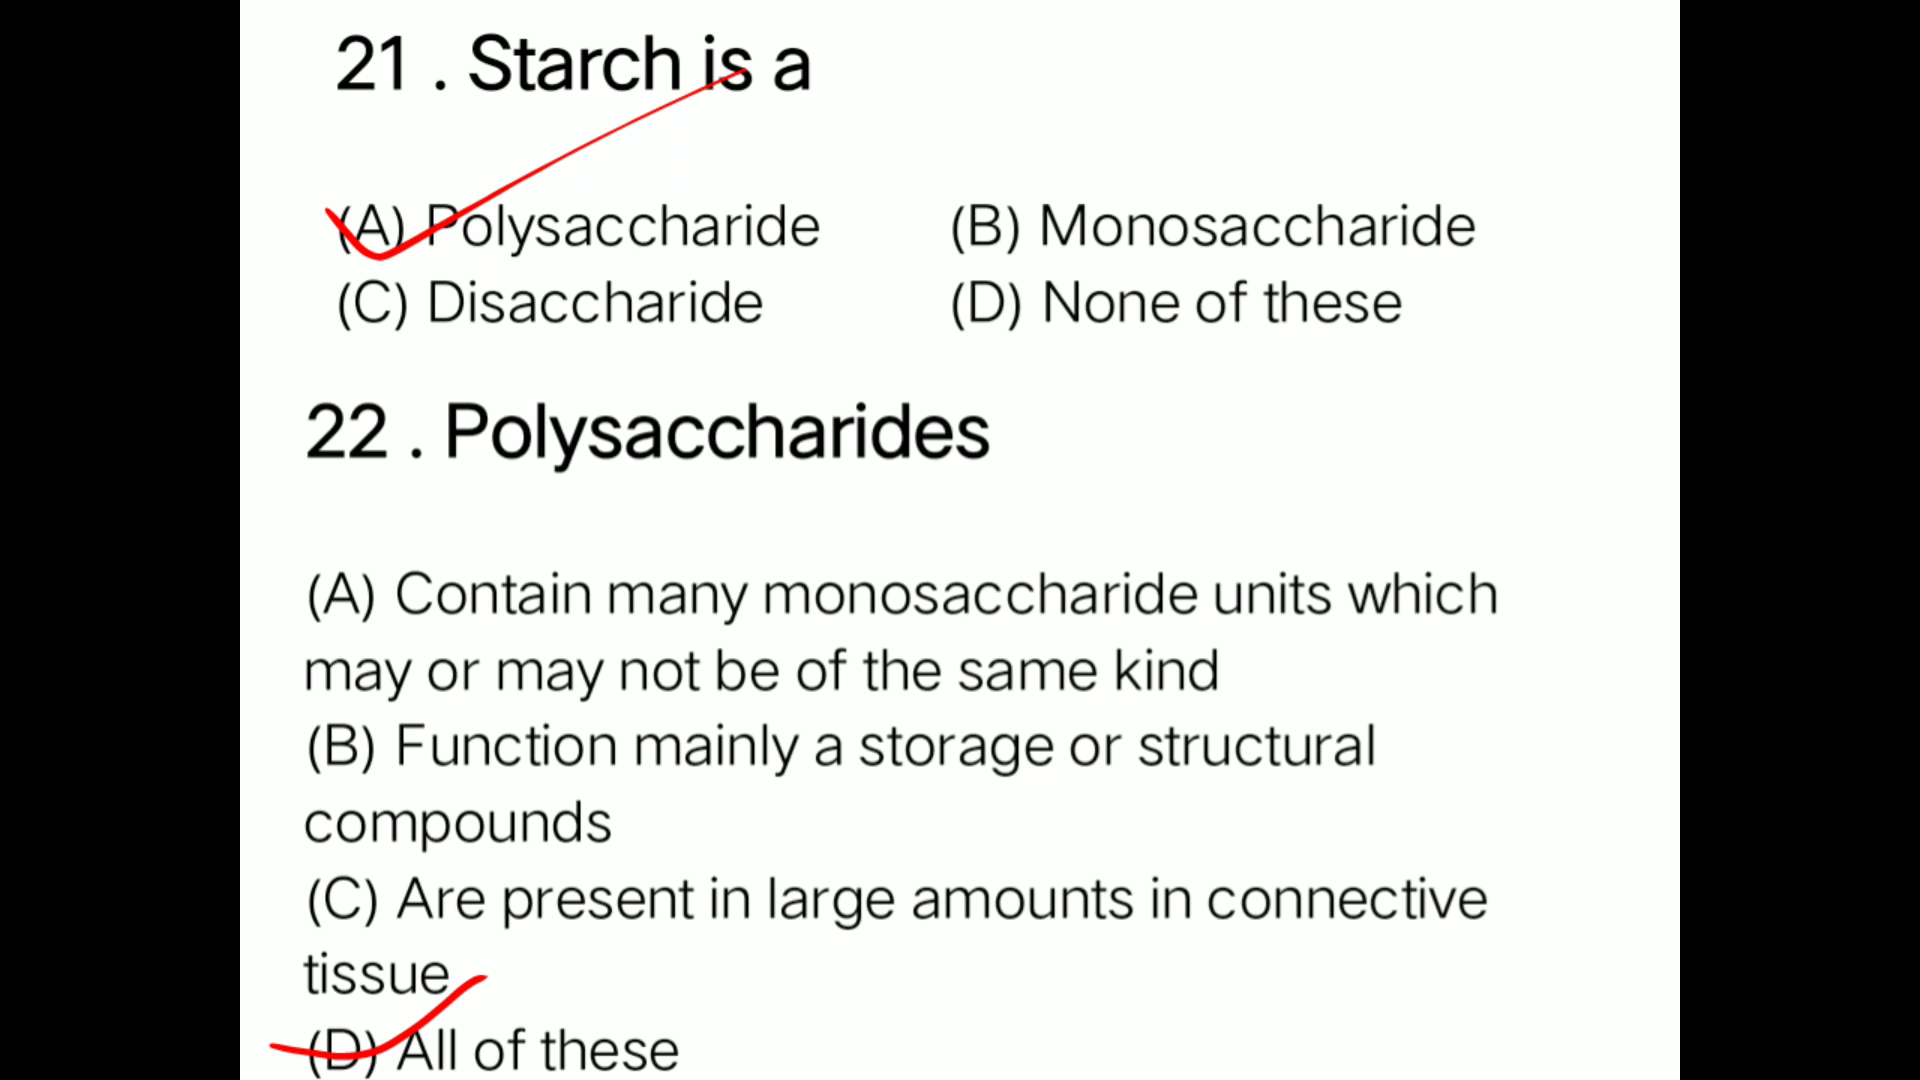 21 . Starch is a
(A) Polysaccharide (B) Monosaccharide
(C) Disaccharide (D) None of these
22 . Polysaccharides
(A) Contain many monosaccharide units which
may or may not be of the same kind
(B) Function mainly a storage or structural
compounds
(C) Are present in large amounts in connective
tissue
(D) All of these